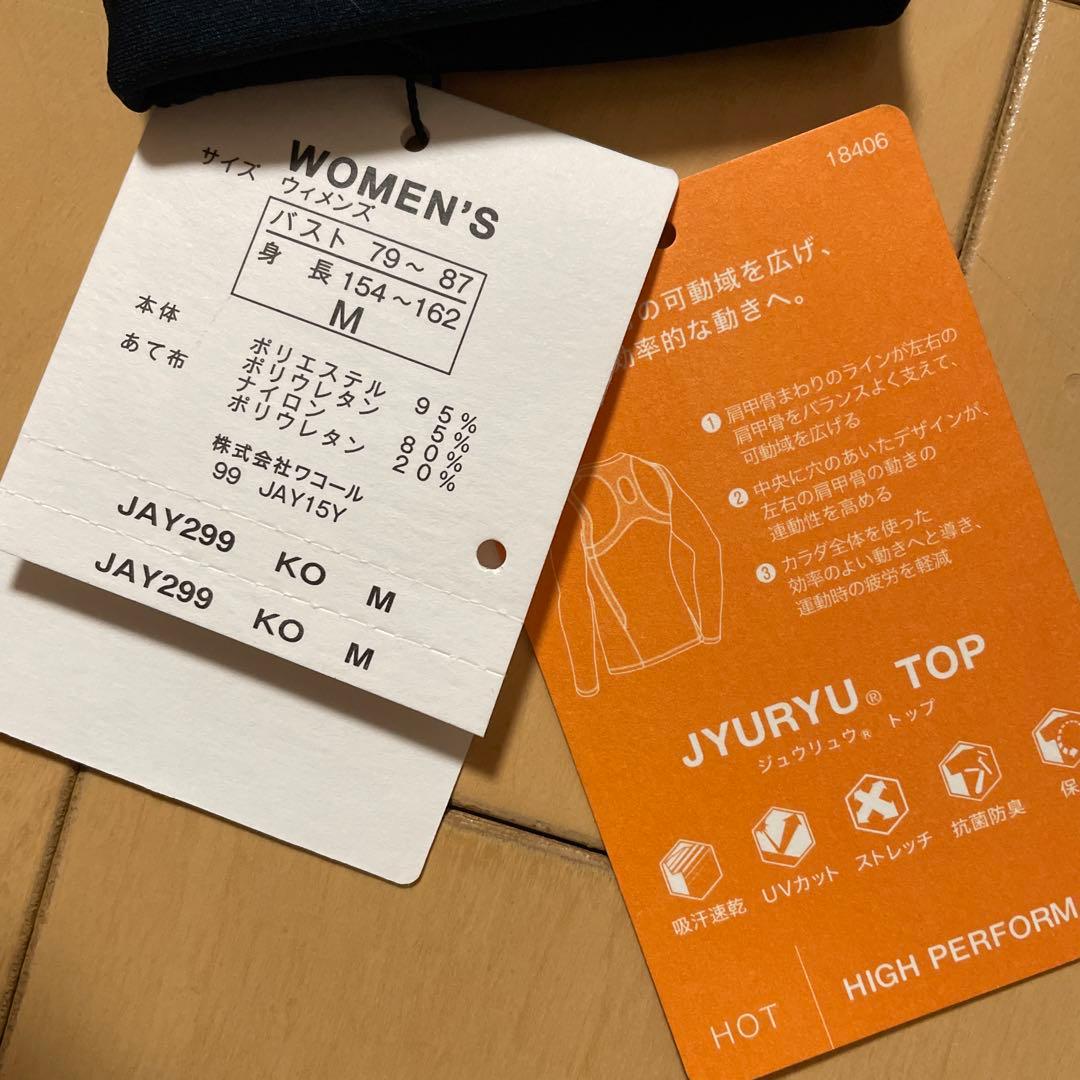 サイズ
WOMEN'S
ウィメンズ
バスト 79～ 87
身 長 154～162
M
本体
ポリエステル 95%
ポリウレタン 5%
あて布
ナイロン 80%
ポリウレタン 20%
株式会社ワコール
99 JAY15Y
JAY299 KO M
JAY299 KO M
18406
の可動域を広げ、
効率的な動きへ。
1 肩甲骨まわりのラインが左右の
肩甲骨をバランスよく支えて、
可動域を広げる
2 中央に穴のあいたデザインが、
左右の肩甲骨の動きの
連動性を高める
3 カラダ全体を使った
効率のよい動きへと導き、
運動時の疲労を軽減
JYURYU® TOP
ジュウリュウ® トップ
吸汗速乾
UVカット
ストレッチ
抗菌防臭
保
HOT
HIGH PERFORM